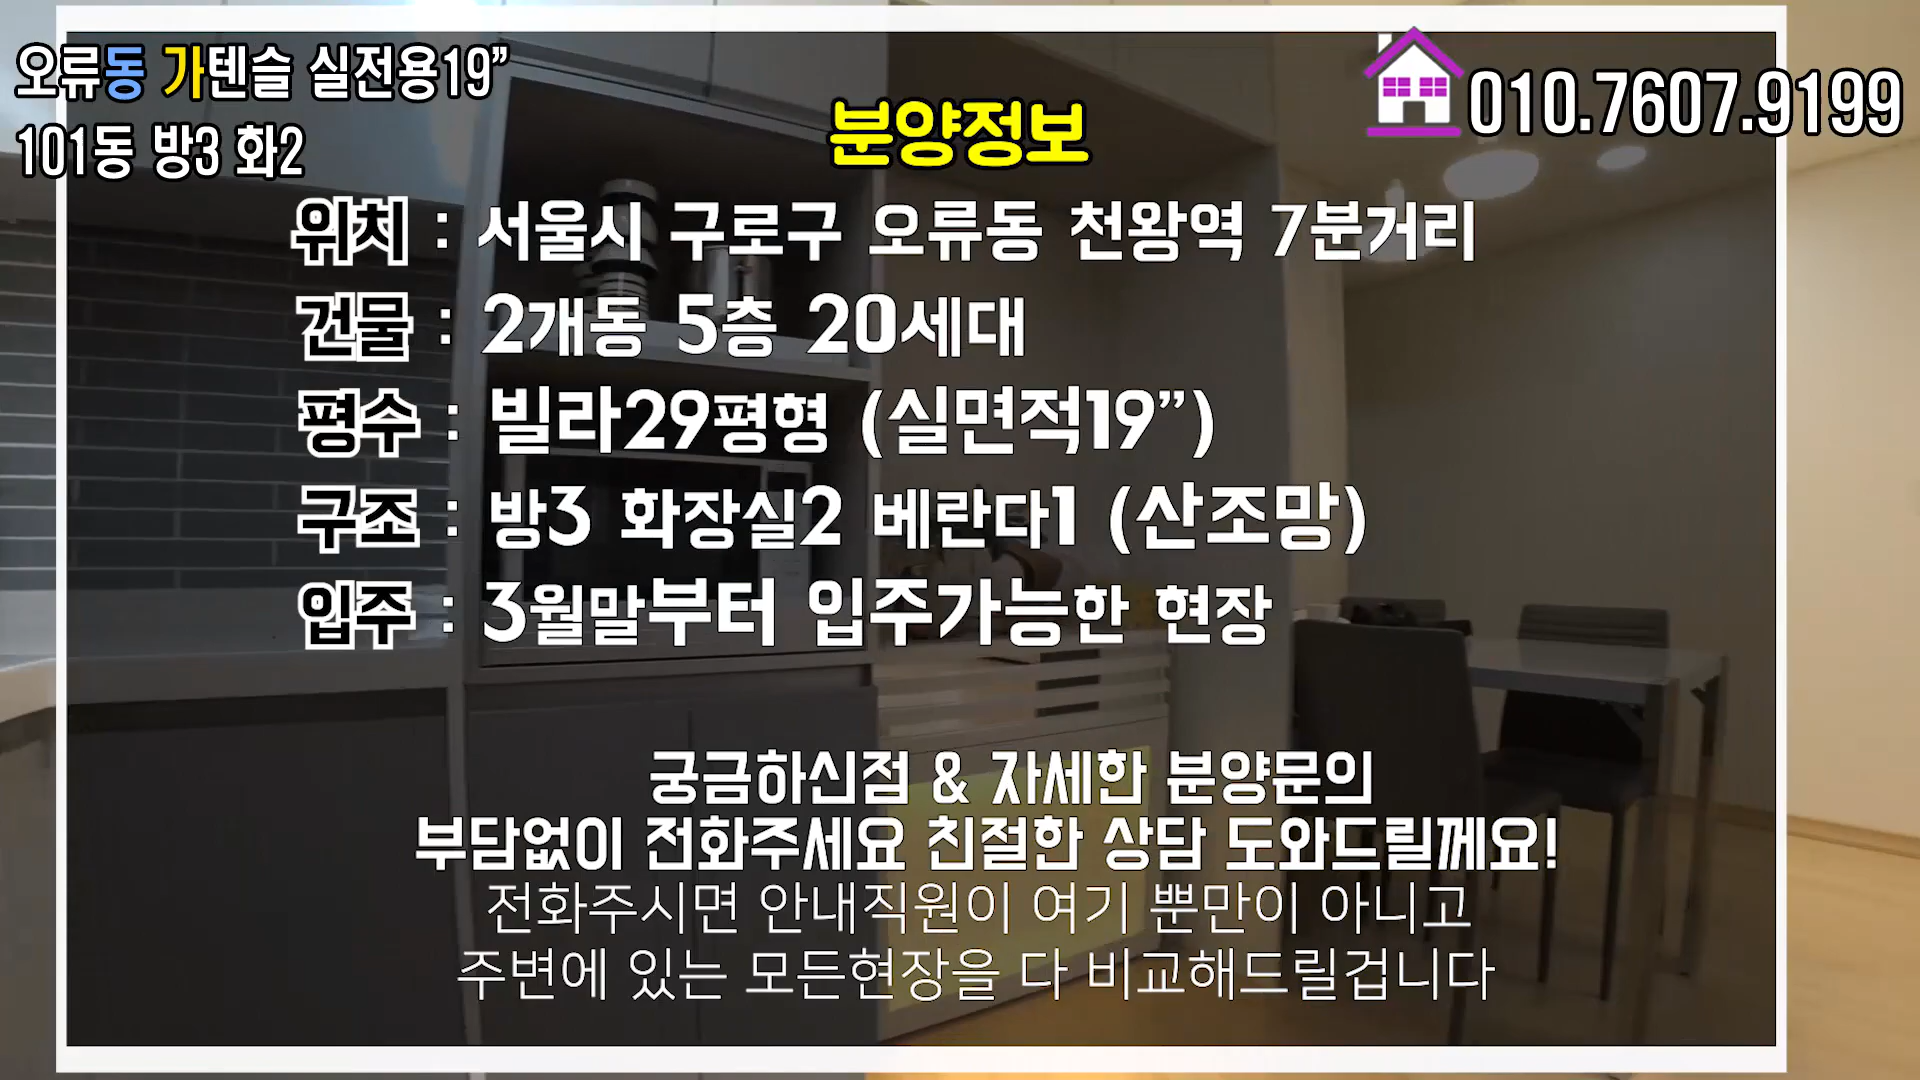 오류동 가텐슬 실전용19”
101동 방3 화2
010.7607.9199
분양정보
위치 : 서울시 구로구 오류동 천왕역 7분거리
건물 : 2개동 5층 20세대
평수 : 빌라29평형 (실면적19”)
구조 : 방3 화장실2 베란다1 (산조망)
입주 : 3월말부터 입주가능한 현장
궁금하신점 & 자세한 분양문의
부담없이 전화주세요 친절한 상담 도와드릴께요!
전화주시면 안내직원이 여기 뿐만이 아니고
주변에 있는 모든현장을 다 비교해드릴겁니다